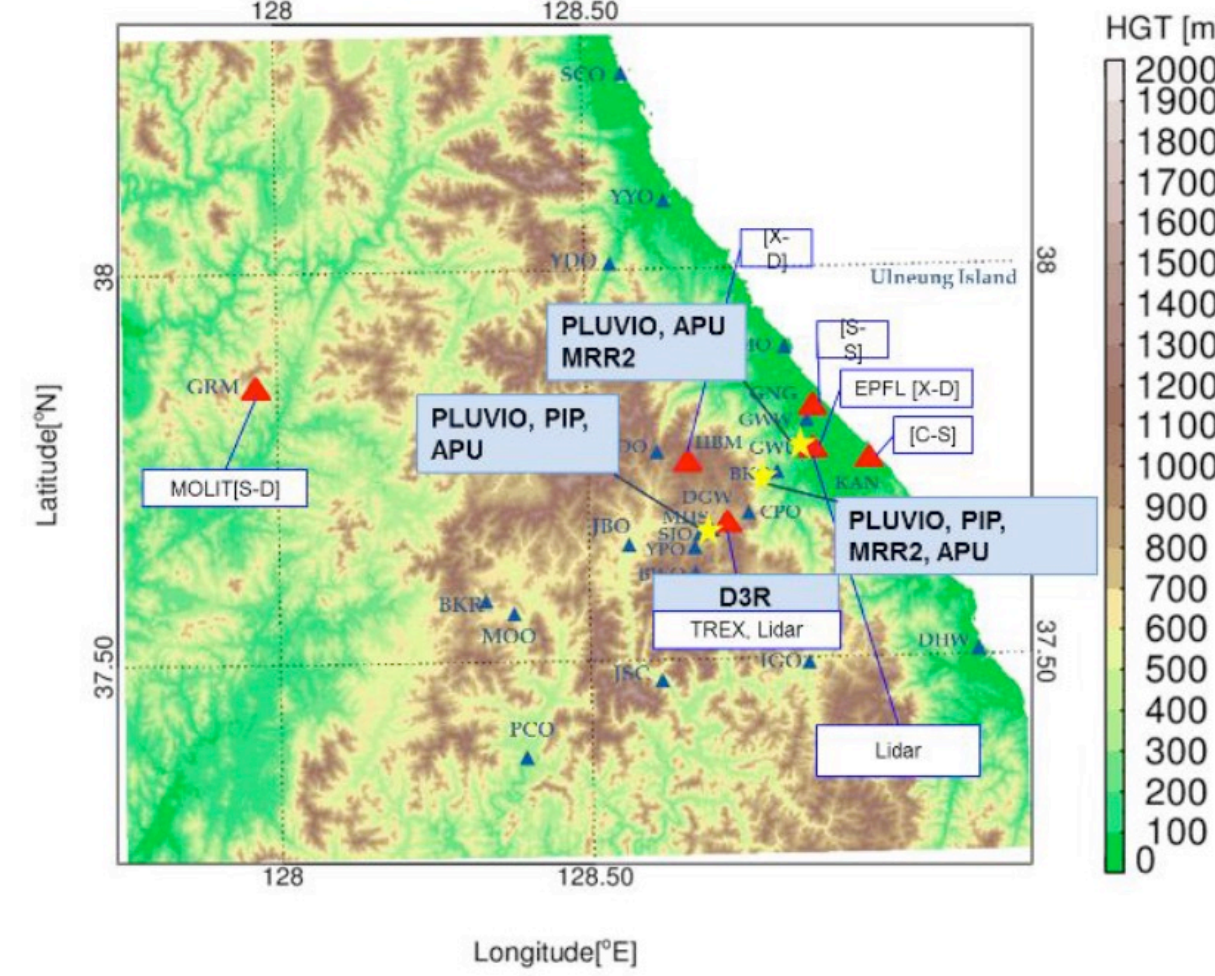 128
128.50
HGT [m
SCO
YYO
YDO
[X-
D]
38
38
Ulneung Island
PLUVIO, APU
MRR2
[S-
S]
GNG
EPFL [X-D]
GRM
GWW
[C-S]
PLUVIO, PIP,
APU
HBM
GWU
BK
KAN
MOLIT[S-D]
DGW
CPO
MHS
JBO
SJO
YPO
PLUVIO, PIP,
MRR2, APU
D3R
TREX, Lidar
BKR
MOO
DHW
JSC
IGO
37.50
37.50
PCO
Lidar
128
128.50
Latitude[°N]
Longitude[°E]
2000
1900
1800
1700
1600
1500
1400
1300
1200
1100
1000
900
800
700
600
500
400
300
200
100
0